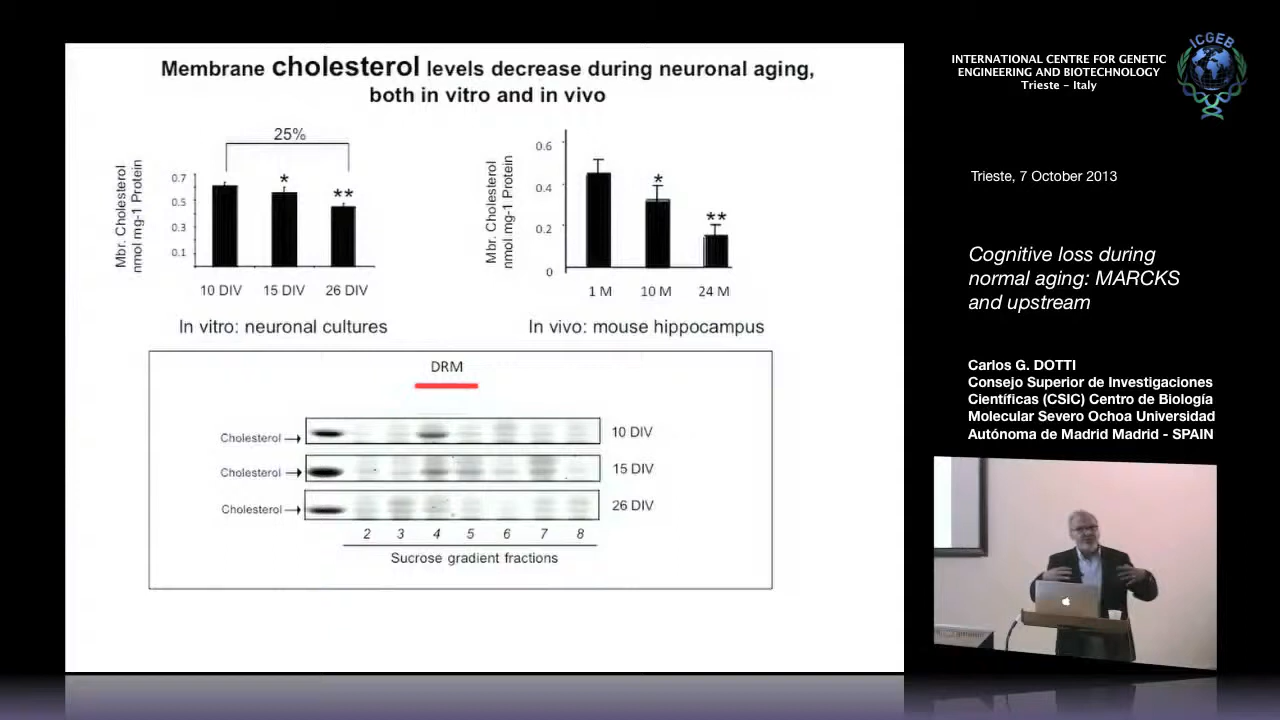 Membrane cholesterol levels decrease during neuronal aging,
both in vitro and in vivo
25%
Mbr. Cholesterol
nmol mg-1 Protein
0.7
0.5
0.3
0.1
*
**
10 DIV 15 DIV 26 DIV
In vitro: neuronal cultures
Mbr. Cholesterol
nmol mg-1 Protein
0.6
0.4
0.2
0
*
**
1 M 10 M 24 M
In vivo: mouse hippocampus
DRM
Cholesterol 10 DIV
Cholesterol 15 DIV
Cholesterol 26 DIV
2 3 4 5 6 7 8
Sucrose gradient fractions
INTERNATIONAL CENTRE FOR GENETIC
ENGINEERING AND BIOTECHNOLOGY
Trieste – Italy
ICGEB
Trieste, 7 October 2013
Cognitive loss during
normal aging: MARCKS
and upstream
Carlos G. DOTTI
Consejo Superior de Investigaciones
Científicas (CSIC) Centro de Biología
Molecular Severo Ochoa Universidad
Autónoma de Madrid Madrid - SPAIN